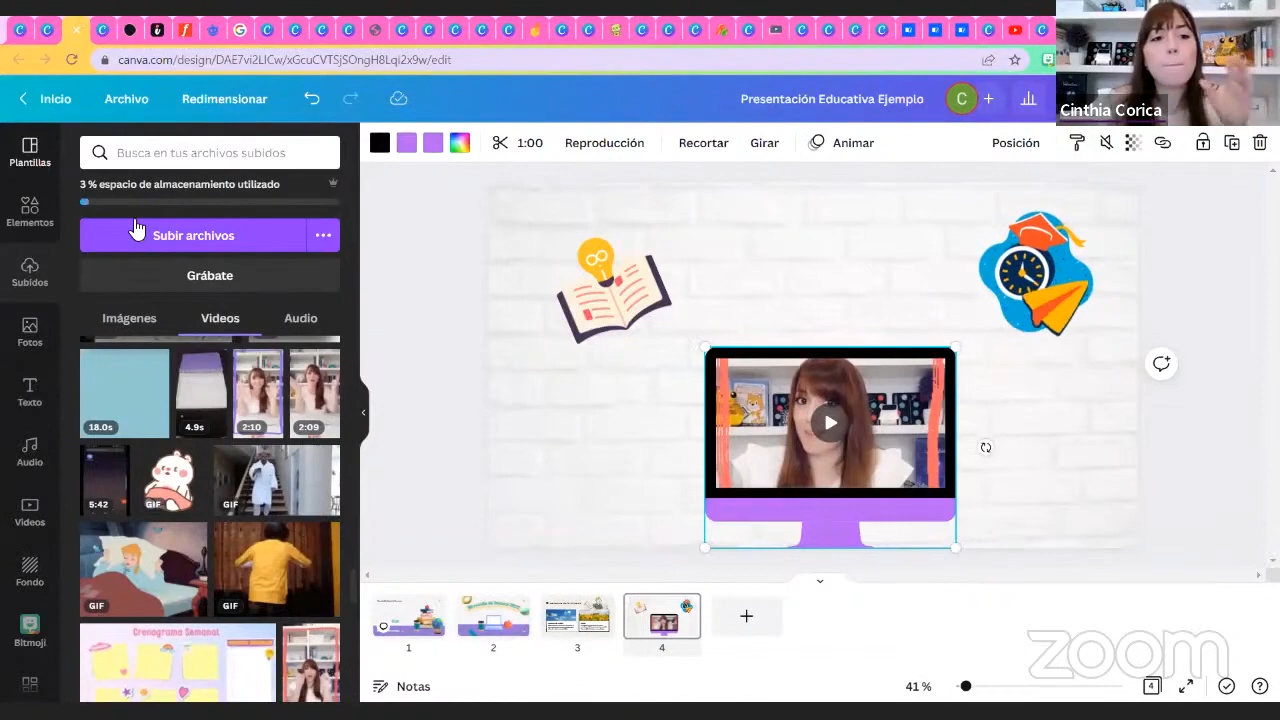 canva.com/design/DAE7vi2LICw/xGcuCVTSjSOngH8Lqi2XQg/edit
Inicio
Archivo
Redimensionar
Presentación Educativa Ejemplo
C
Cinthia Corica
Plantillas
Elementos
Subidos
Fotos
Texto
Audio
Videos
Fondo
Bitmoji
Busca en tus archivos subidos
3 % espacio de almacenamiento utilizado
Subir archivos
Grábate
Imágenes
Videos
Audio
18.0s
4.9s
2:10
2:09
5:42
GIF
GIF
GIF
GIF
Cronograma Semanal
1:00
Reproducción
Recortar
Girar
Animar
Posición
1
2
3
4
Notas
41 %
4
zoom